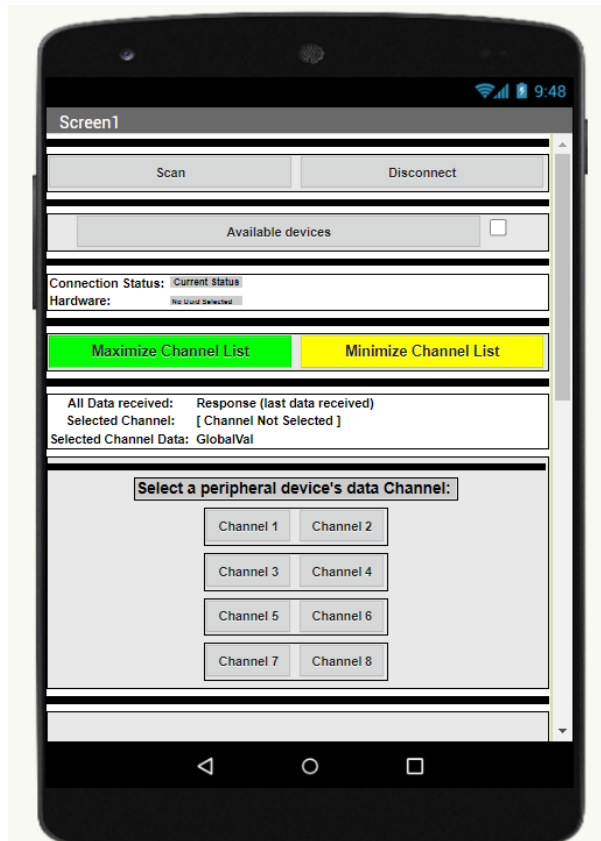 9:48
Screen1
Scan Disconnect
Available devices
Connection Status: Current Status
Hardware: No Uuid Selected
Maximize Channel List Minimize Channel List
All Data received: Response (last data received)
Selected Channel: [ Channel Not Selected ]
Selected Channel Data: GlobalVal
Select a peripheral device's data Channel:
Channel 1 Channel 2
Channel 3 Channel 4
Channel 5 Channel 6
Channel 7 Channel 8